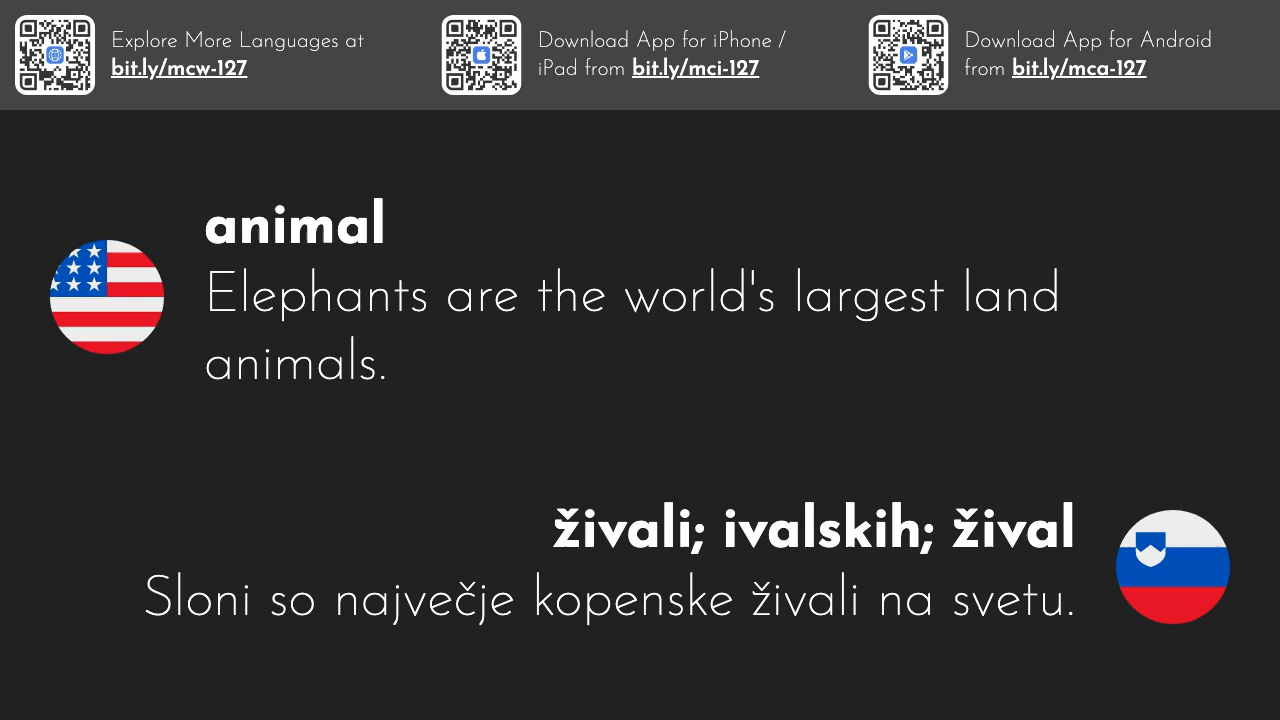 Explore More Languages at
bit.ly/mcw-127
Download App for iPhone /
iPad from bit.ly/mci-127
Download App for Android
from bit.ly/mca-127
animal
Elephants are the world's largest land
animals.
živali; ivalskih; žival
Sloni so največje kopenske živali na svetu.